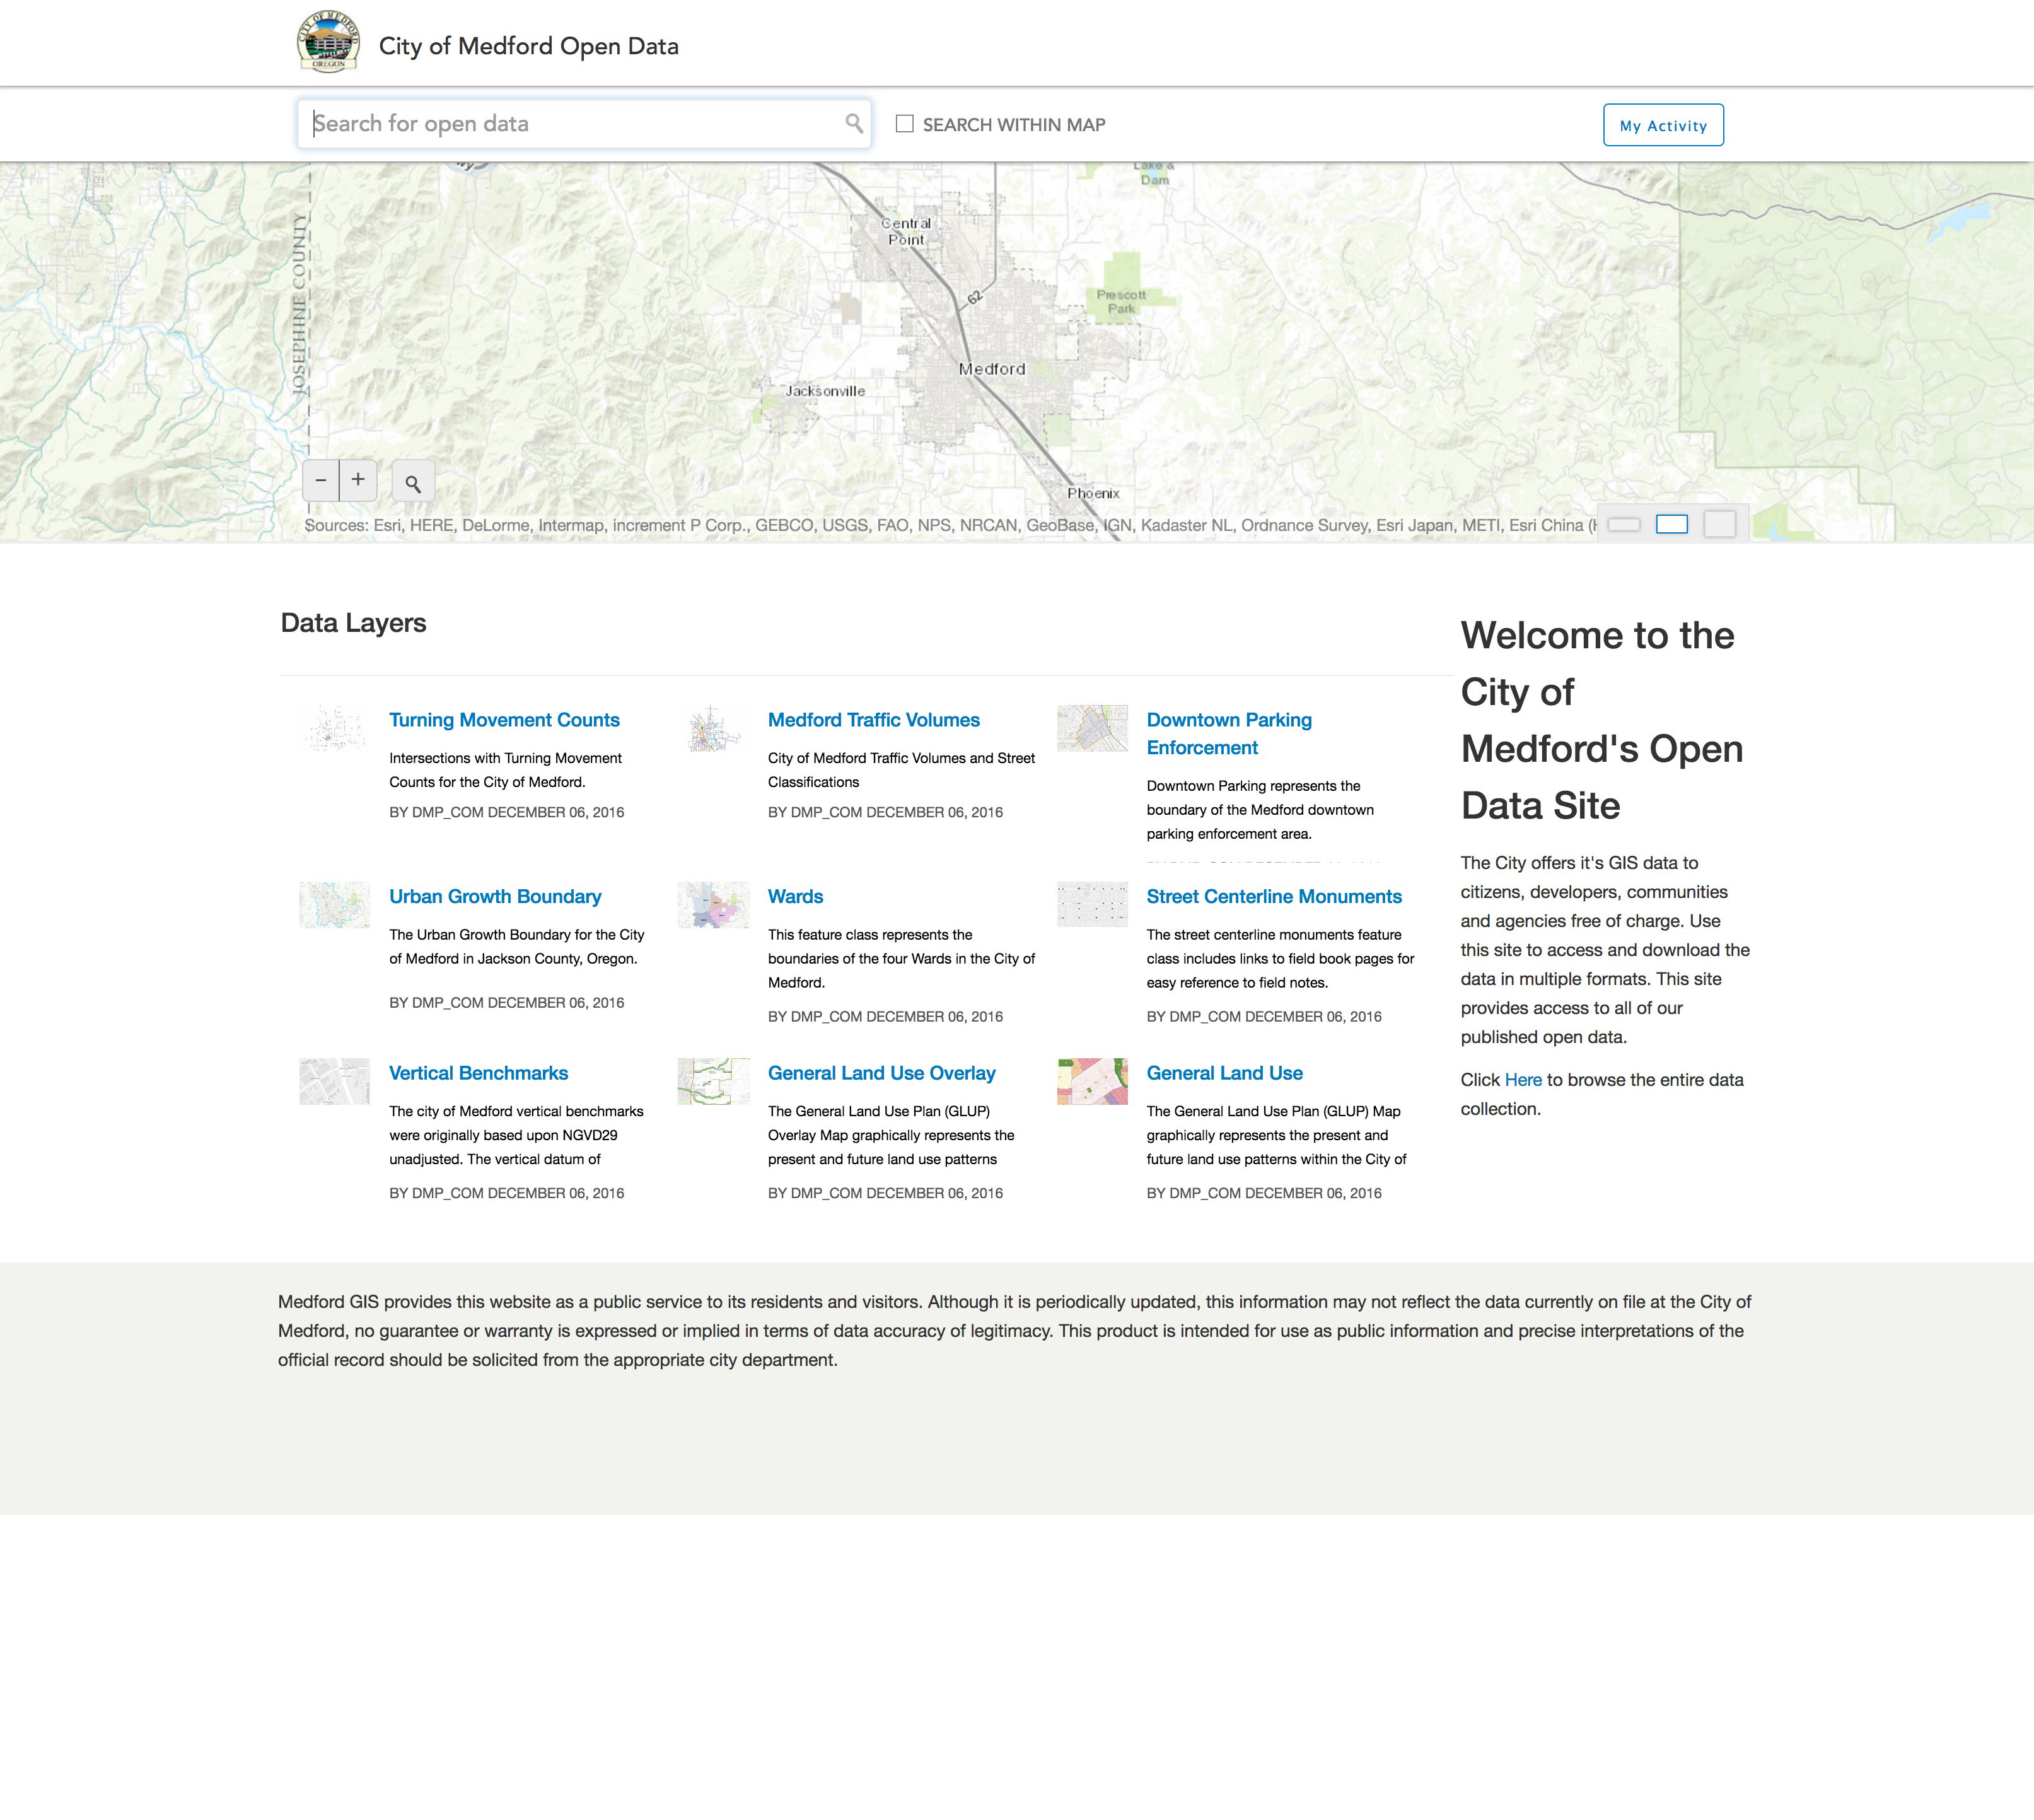 CITY OF MEDFORD
OREGON
City of Medford Open Data
Search for open data
SEARCH WITHIN MAP
My Activity
Lake &
Dam
Central
Point
JOSEPHINE COUNTY
62
Prescott
Park
Medford
Jacksonville
Phoenix
− +
Sources: Esri, HERE, DeLorme, Intermap, increment P Corp., GEBCO, USGS, FAO, NPS, NRCAN, GeoBase, IGN, Kadaster NL, Ordnance Survey, Esri Japan, METI, Esri China (
Data Layers
Turning Movement Counts
Intersections with Turning Movement
Counts for the City of Medford.
BY DMP_COM DECEMBER 06, 2016
Medford Traffic Volumes
City of Medford Traffic Volumes and Street
Classifications
BY DMP_COM DECEMBER 06, 2016
Downtown Parking
Enforcement
Downtown Parking represents the
boundary of the Medford downtown
parking enforcement area.
Urban Growth Boundary
The Urban Growth Boundary for the City
of Medford in Jackson County, Oregon.
BY DMP_COM DECEMBER 06, 2016
Wards
This feature class represents the
boundaries of the four Wards in the City of
Medford.
BY DMP_COM DECEMBER 06, 2016
Street Centerline Monuments
The street centerline monuments feature
class includes links to field book pages for
easy reference to field notes.
BY DMP_COM DECEMBER 06, 2016
Vertical Benchmarks
The city of Medford vertical benchmarks
were originally based upon NGVD29
unadjusted. The vertical datum of
BY DMP_COM DECEMBER 06, 2016
General Land Use Overlay
The General Land Use Plan (GLUP)
Overlay Map graphically represents the
present and future land use patterns
BY DMP_COM DECEMBER 06, 2016
General Land Use
The General Land Use Plan (GLUP) Map
graphically represents the present and
future land use patterns within the City of
BY DMP_COM DECEMBER 06, 2016
Welcome to the
City of
Medford's Open
Data Site
The City offers it's GIS data to
citizens, developers, communities
and agencies free of charge. Use
this site to access and download the
data in multiple formats. This site
provides access to all of our
published open data.
Click Here to browse the entire data
collection.
Medford GIS provides this website as a public service to its residents and visitors. Although it is periodically updated, this information may not reflect the data currently on file at the City of
Medford, no guarantee or warranty is expressed or implied in terms of data accuracy of legitimacy. This product is intended for use as public information and precise interpretations of the
official record should be solicited from the appropriate city department.